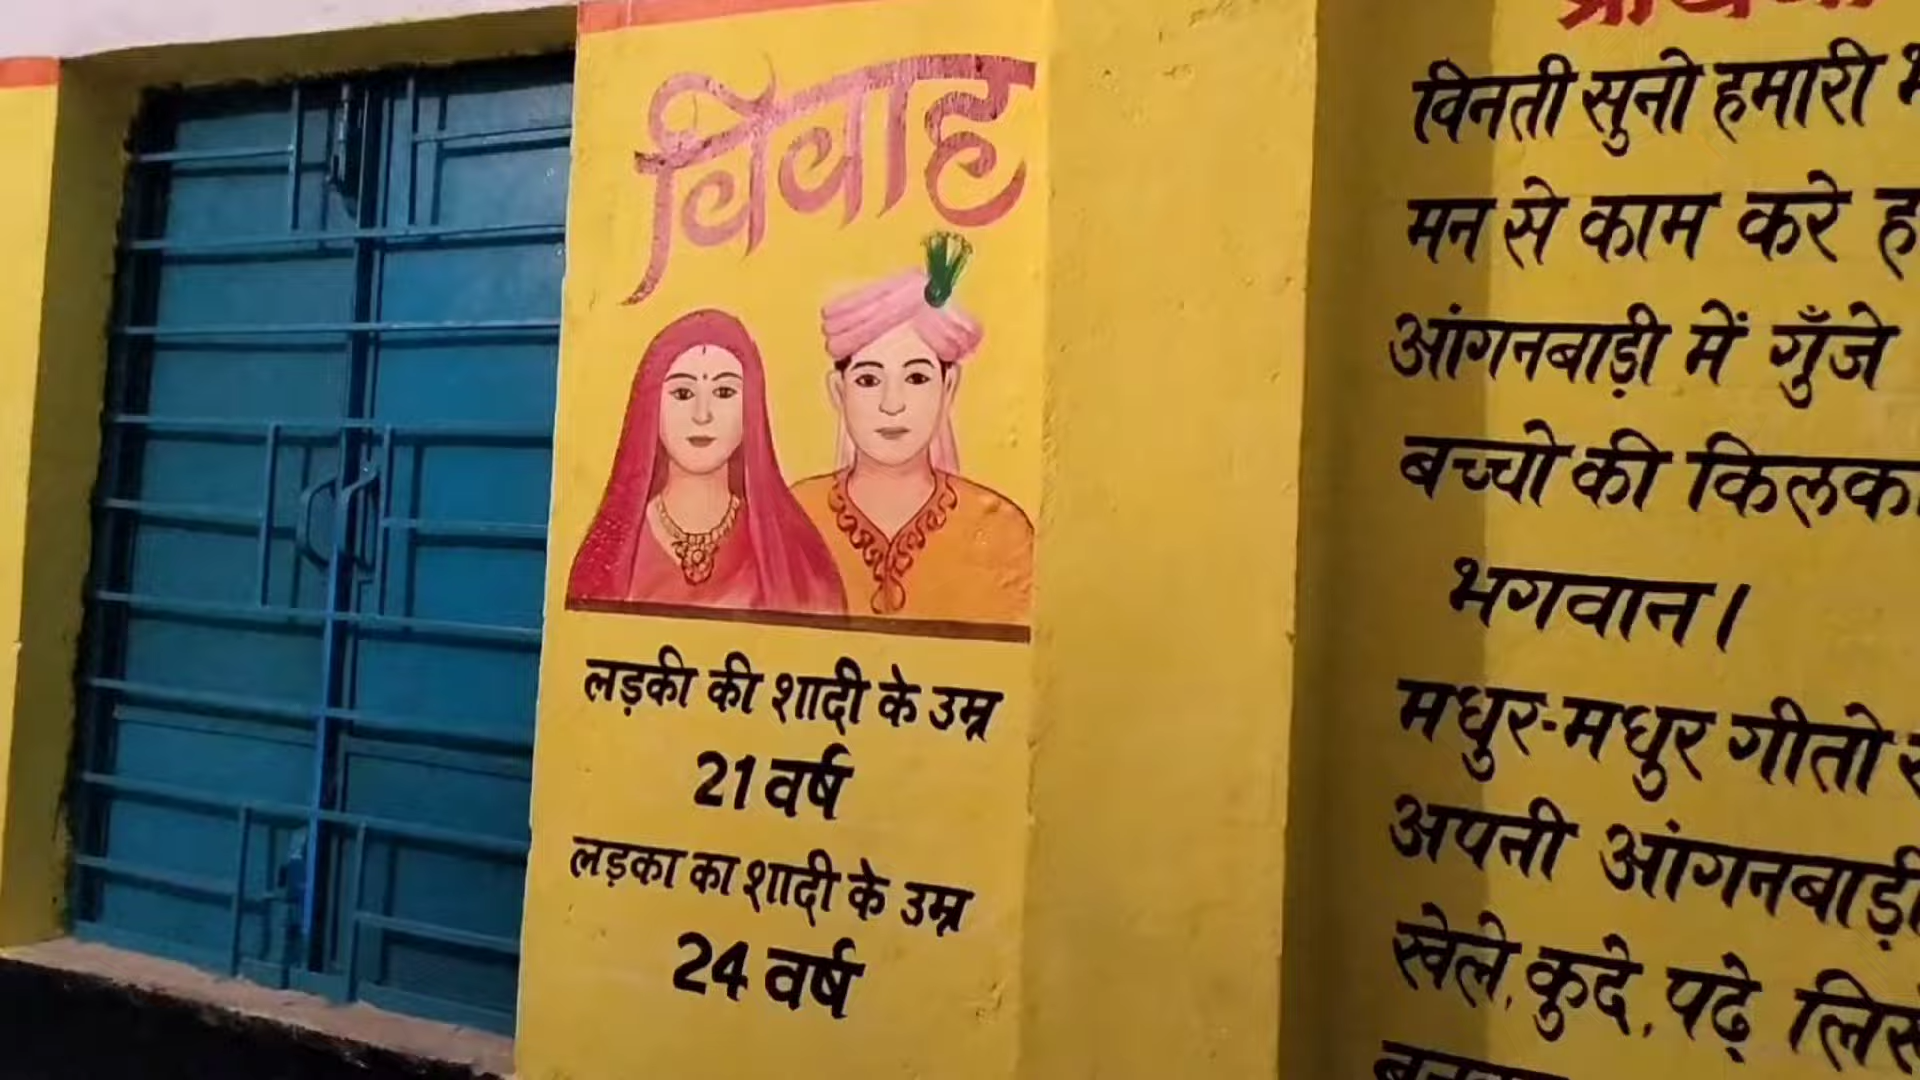 विवाह
लड़की की शादी के उम्र
21 वर्ष
लड़का का शादी के उम्र
24 वर्ष
विनती सुनो हमारी
मन से काम करे
आंगनबाड़ी में गुँजे
बच्चो की
भगवान।
मधुर-मधुर गीतो
अपनी आंगनबाड़ी
खेले, कुदे, पढ़े